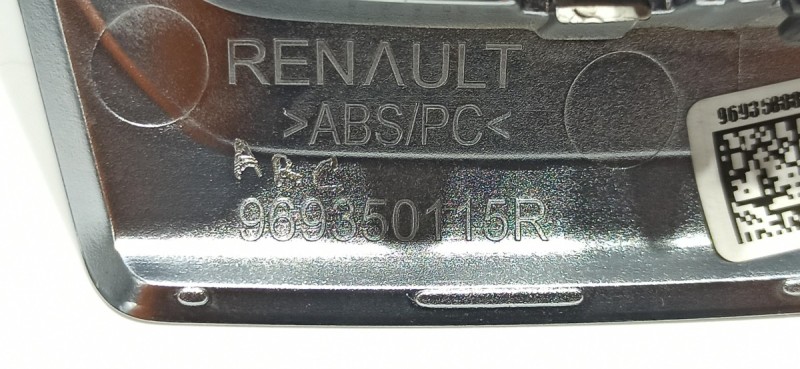 RENAULT
>ABS/PC<
ABC
969350115R